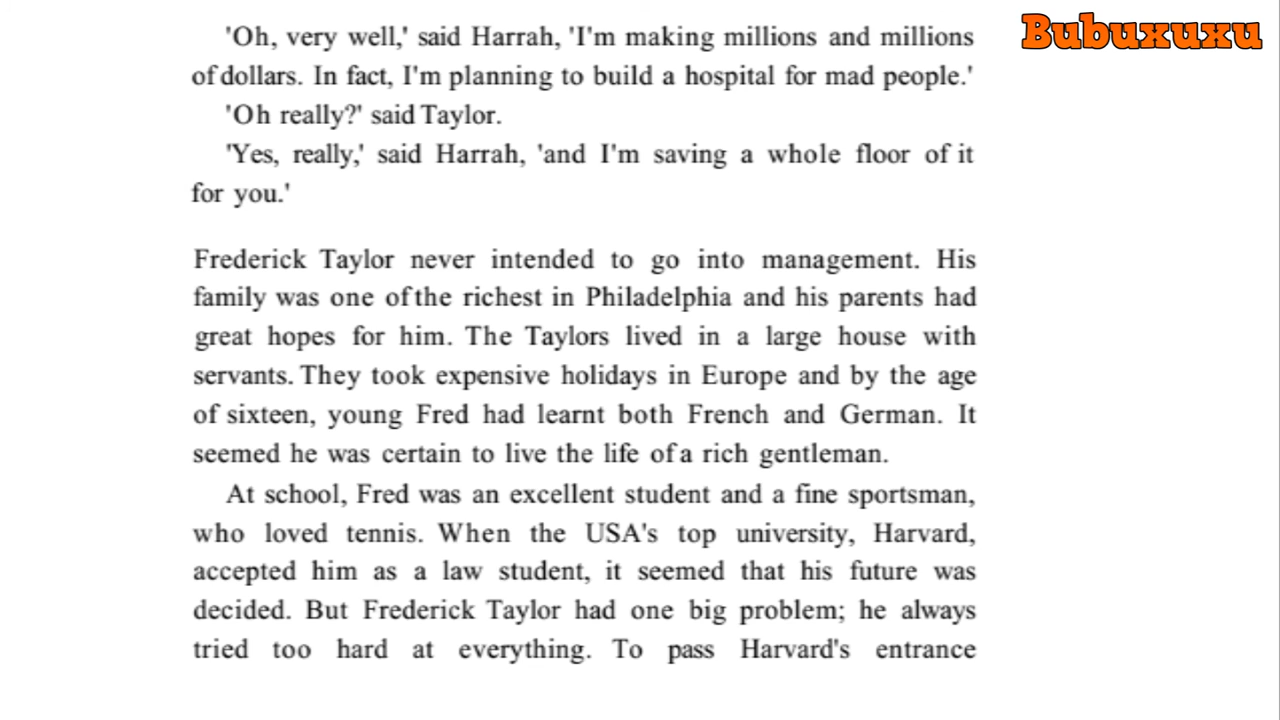 Bubuxuxu
'Oh, very well,' said Harrah, 'I'm making millions and millions
of dollars. In fact, I'm planning to build a hospital for mad people.'
'Oh really?' said Taylor.
'Yes, really,' said Harrah, 'and I'm saving a whole floor of it
for you.'
Frederick Taylor never intended to go into management. His
family was one of the richest in Philadelphia and his parents had
great hopes for him. The Taylors lived in a large house with
servants. They took expensive holidays in Europe and by the age
of sixteen, young Fred had learnt both French and German. It
seemed he was certain to live the life of a rich gentleman.
At school, Fred was an excellent student and a fine sportsman,
who loved tennis. When the USA's top university, Harvard,
accepted him as a law student, it seemed that his future was
decided. But Frederick Taylor had one big problem; he always
tried too hard at everything. To pass Harvard's entrance